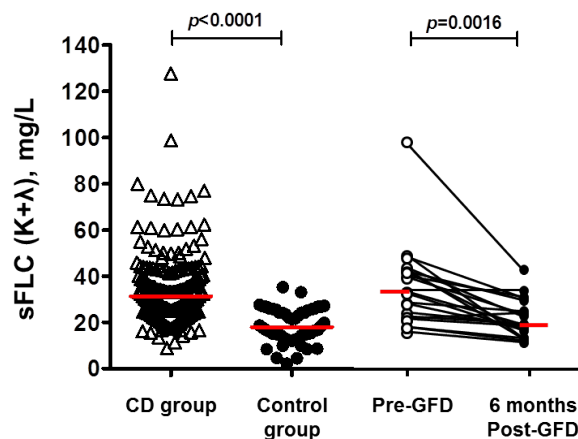 p<0.0001
p=0.0016
sFLC (K+λ), mg/L
140
120
100
80
60
40
20
0
CD group
Control
group
Pre-GFD
6 months
Post-GFD